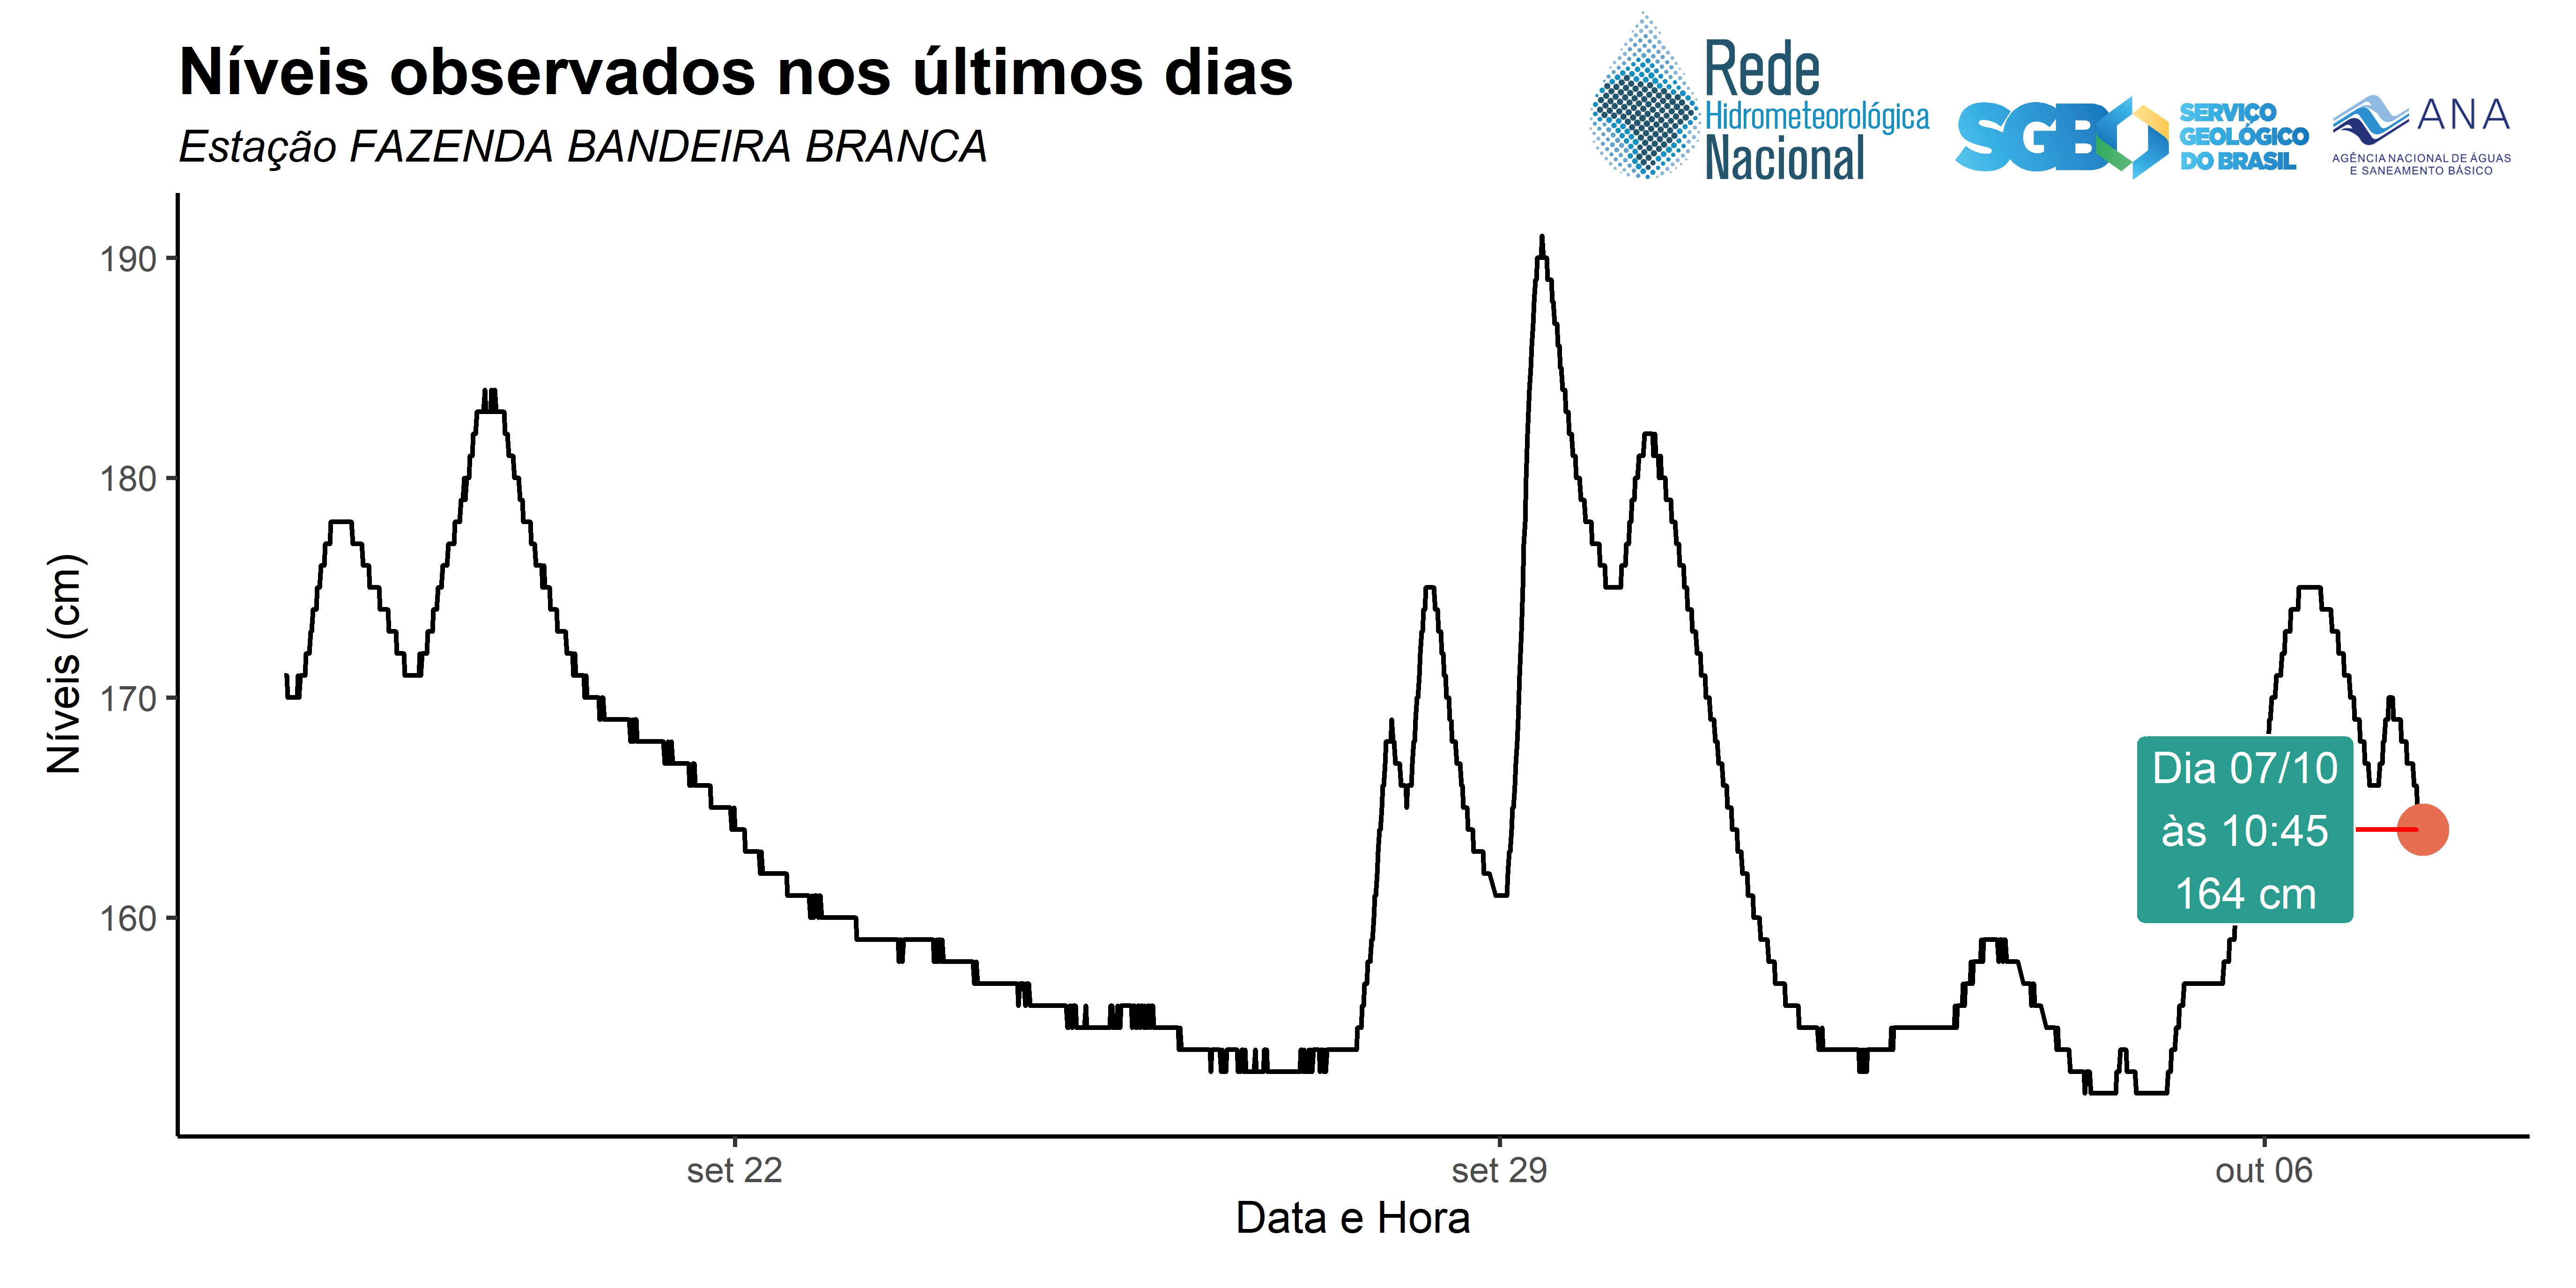 Níveis observados nos últimos dias
Estação FAZENDA BANDEIRA BRANCA
Rede
Hidrometeorológica
Nacional
SGB
SERVIÇO
GEOLÓGICO
DO BRASIL
ANA
AGÊNCIA NACIONAL DE ÁGUAS
E SANEAMENTO BÁSICO
Níveis (cm)
190
180
170
160
Dia 07/10
às 10:45
164 cm
set 22
set 29
out 06
Data e Hora